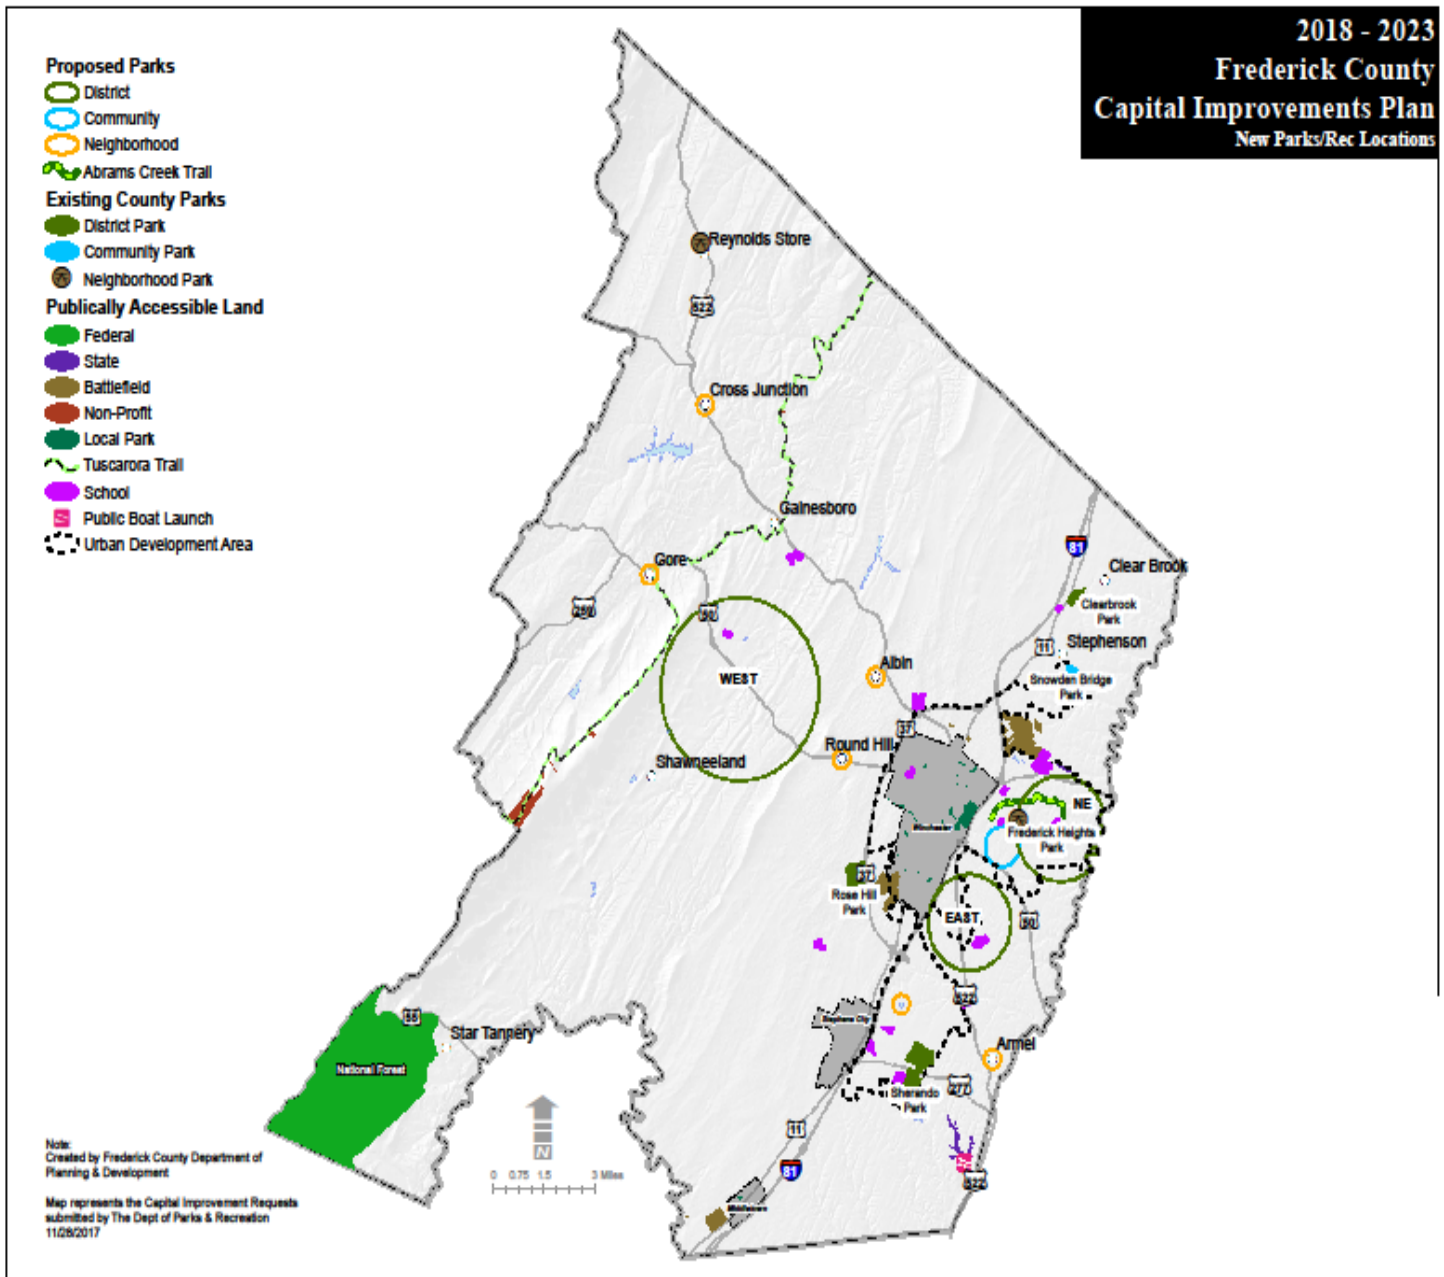 2018 - 2023
Frederick County
Capital Improvements Plan
New Parks/Rec Locations
Proposed Parks
District
Community
Neighborhood
Abrams Creek Trail
Existing County Parks
District Park
Community Park
Neighborhood Park
Publically Accessible Land
Federal
State
Battlefield
Non-Profit
Local Park
Tuscarora Trail
School
Public Boat Launch
Urban Development Area
Reynolds Store
522
Cross Junction
Gainesboro
Gore
259
50
WEST
81
Clear Brook
Clearbrook
Park
11
Stephenson
Snowden Bridge
Park
Albin
37
Round Hill
Shawneeland
Winchester
NE
Frederick Heights
Park
37
Rose Hill
Park
EAST
50
522
Stephens City
Armel
277
Sherando
Park
55
Star Tannery
National Forest
11
81
522
Middletown
N
0 0.75 1.5 3 Miles
Note:
Created by Frederick County Department of
Planning & Development
Map represents the Capital Improvement Requests
submitted by The Dept of Parks & Recreation
11/28/2017